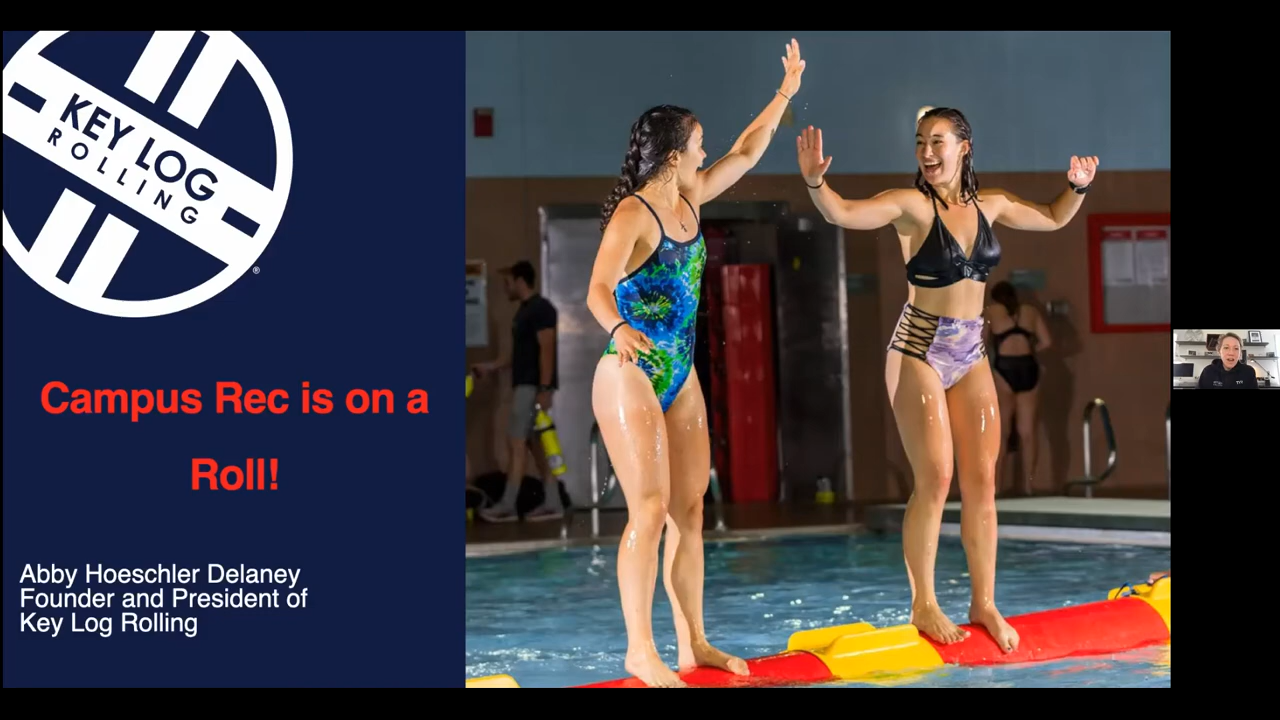 KEY LOG
ROLLING
®
Campus Rec is on a
Roll!
Abby Hoeschler Delaney
Founder and President of
Key Log Rolling